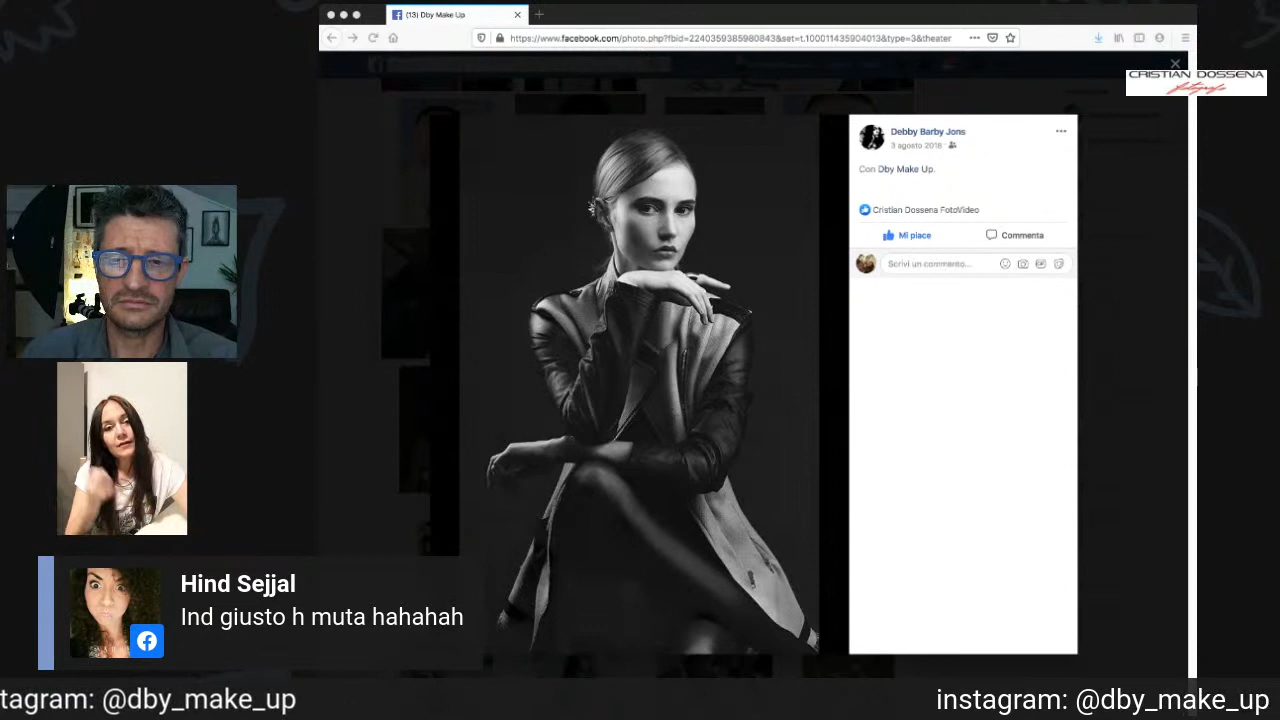 (13) Dby Make Up
https://www.facebook.com/photo.php?fbid=2240359385980843&set=t.100011435904013&type=3&theater
CRISTIAN DOSSENA
fotografo
Debby Barby Jons
3 agosto 2018
Con Dby Make Up.
Cristian Dossena FotoVideo
Mi piace
Commenta
Scrivi un commento...
Hind Sejjal
Ind giusto h muta hahahah
tagram: @dby_make_up
instagram: @dby_make_up